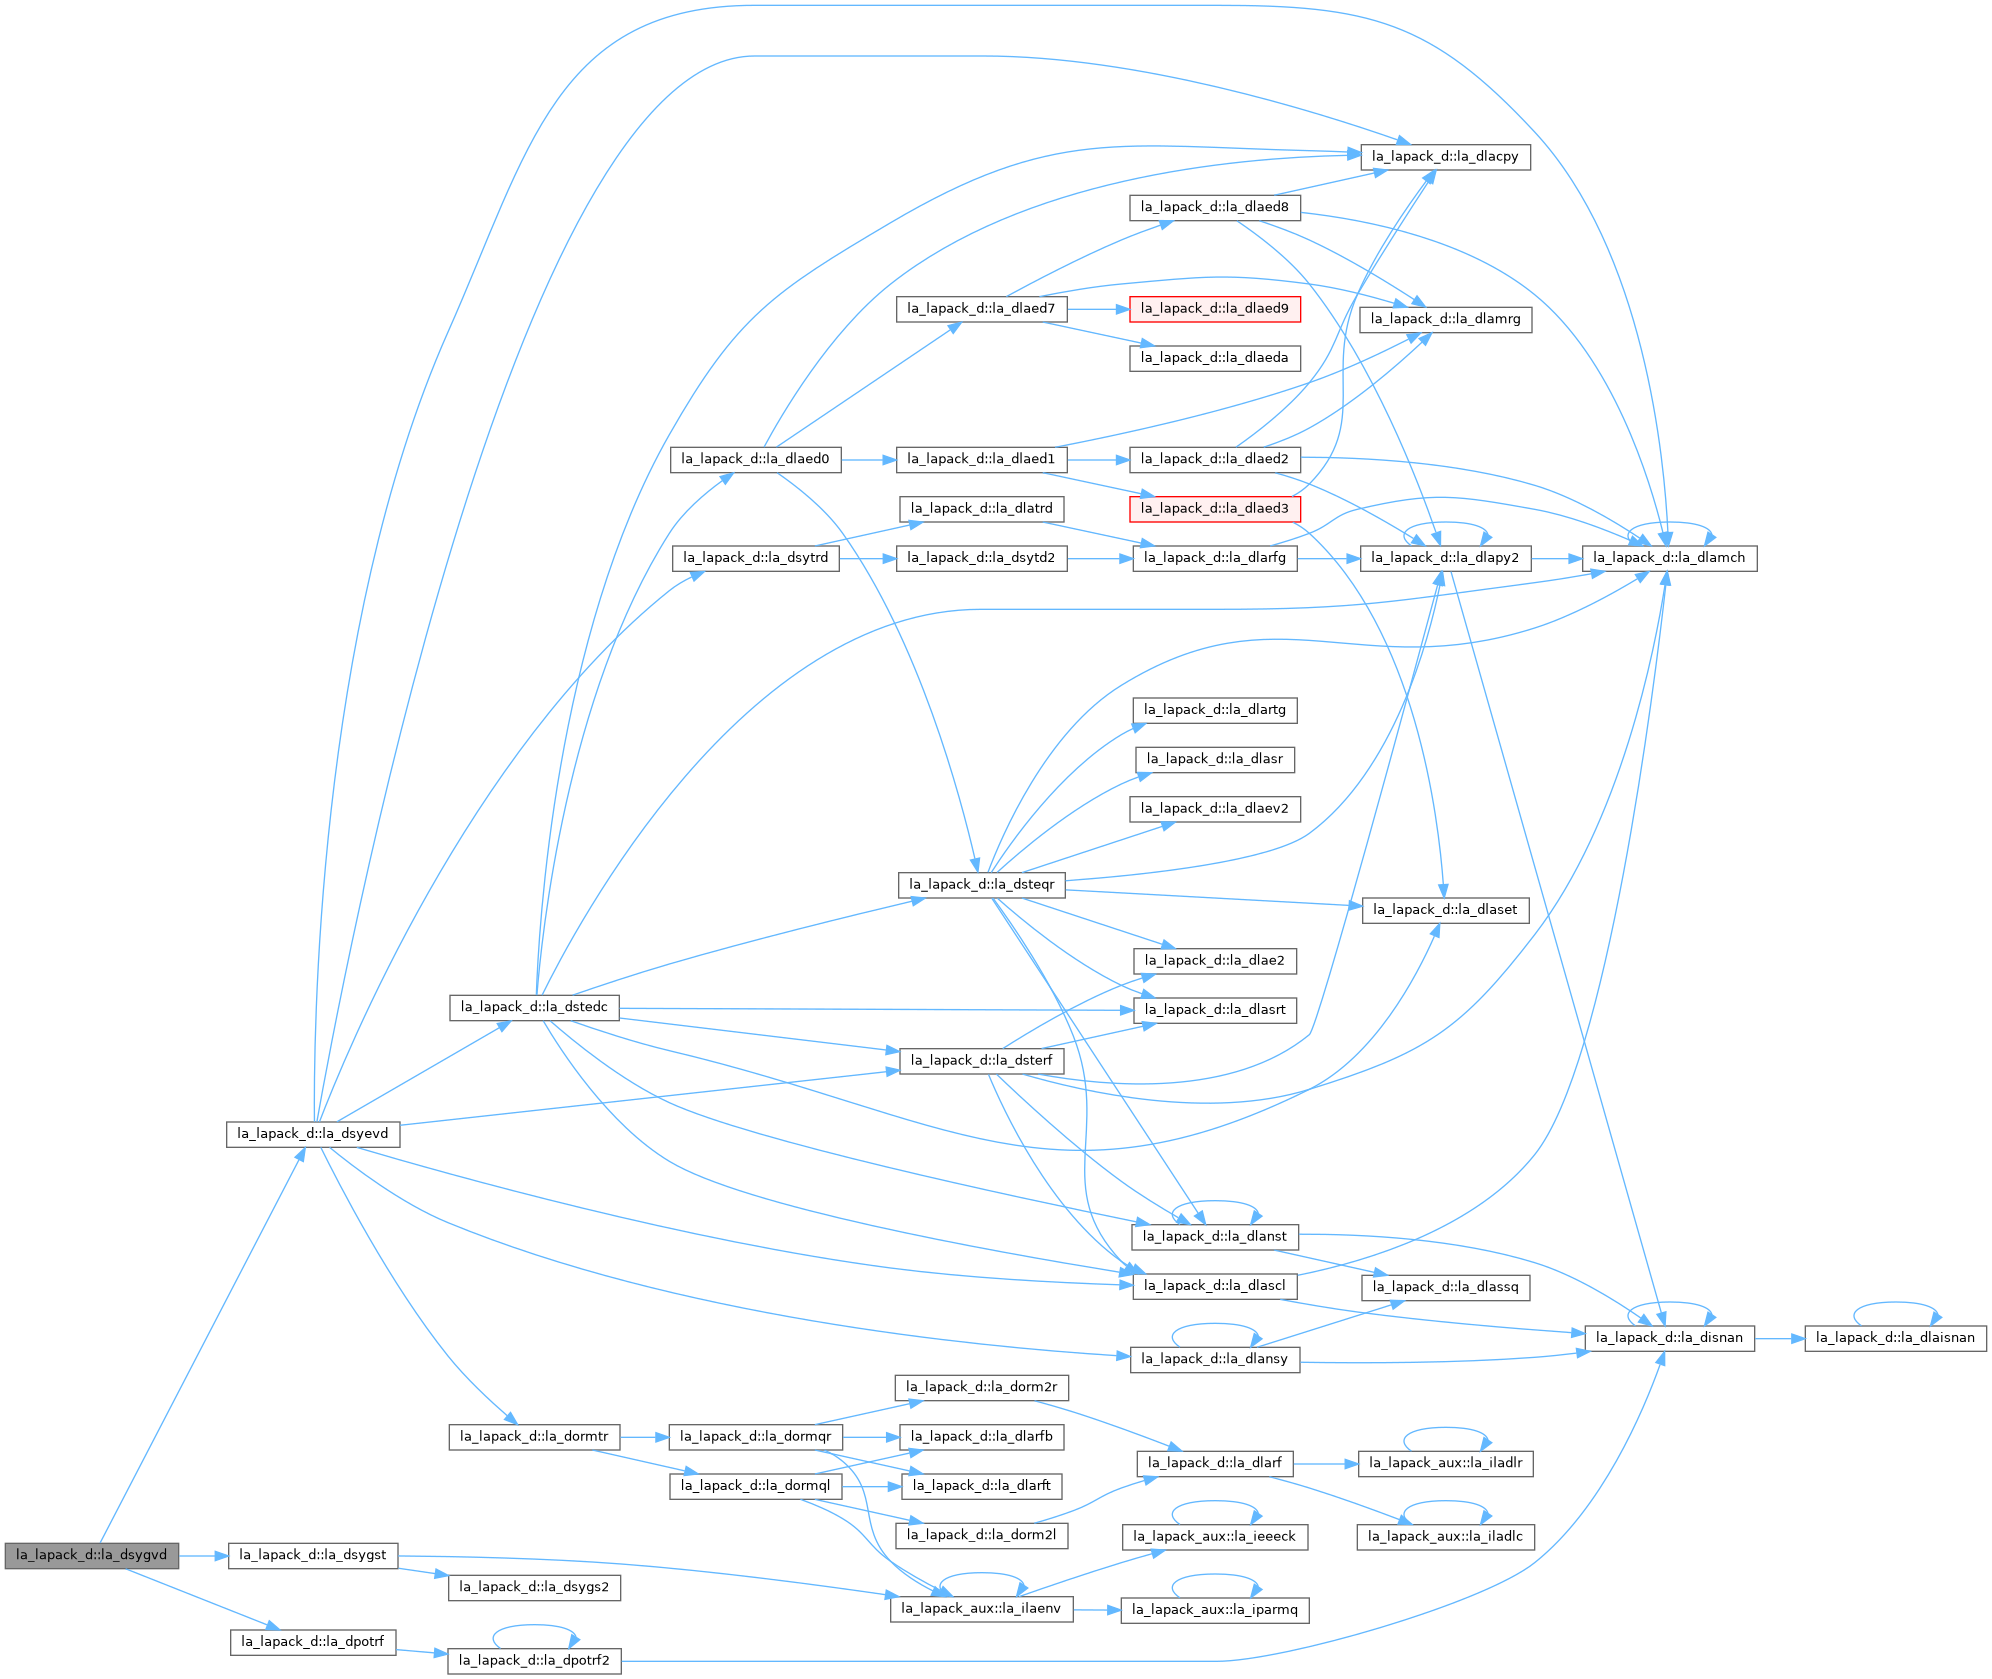 la_lapack_d::la_dlacpy
la_lapack_d::la_dlaed8
la_lapack_d::la_dlaed7
la_lapack_d::la_dlaed9
la_lapack_d::la_dlamrg
la_lapack_d::la_dlaeda
la_lapack_d::la_dlaed0
la_lapack_d::la_dlaed1
la_lapack_d::la_dlaed2
la_lapack_d::la_dlatrd
la_lapack_d::la_dlaed3
la_lapack_d::la_dsytrd
la_lapack_d::la_dsytd2
la_lapack_d::la_dlarfg
la_lapack_d::la_dlapy2
la_lapack_d::la_dlamch
la_lapack_d::la_dlartg
la_lapack_d::la_dlasr
la_lapack_d::la_dlaev2
la_lapack_d::la_dsteqr
la_lapack_d::la_dlaset
la_lapack_d::la_dlae2
la_lapack_d::la_dstedc
la_lapack_d::la_dlasrt
la_lapack_d::la_dsterf
la_lapack_d::la_dsyevd
la_lapack_d::la_dlanst
la_lapack_d::la_dlascl
la_lapack_d::la_dlassq
la_lapack_d::la_disnan
la_lapack_d::la_dlaisnan
la_lapack_d::la_dlansy
la_lapack_d::la_dorm2r
la_lapack_d::la_dormtr
la_lapack_d::la_dormqr
la_lapack_d::la_dlarfb
la_lapack_d::la_dlarf
la_lapack_aux::la_iladlr
la_lapack_d::la_dormql
la_lapack_d::la_dlarft
la_lapack_d::la_dorm2l
la_lapack_aux::la_ieeeck
la_lapack_aux::la_iladlc
la_lapack_d::la_dsygvd
la_lapack_d::la_dsygst
la_lapack_d::la_dsygs2
la_lapack_aux::la_ilaenv
la_lapack_aux::la_iparmq
la_lapack_d::la_dpotrf
la_lapack_d::la_dpotrf2